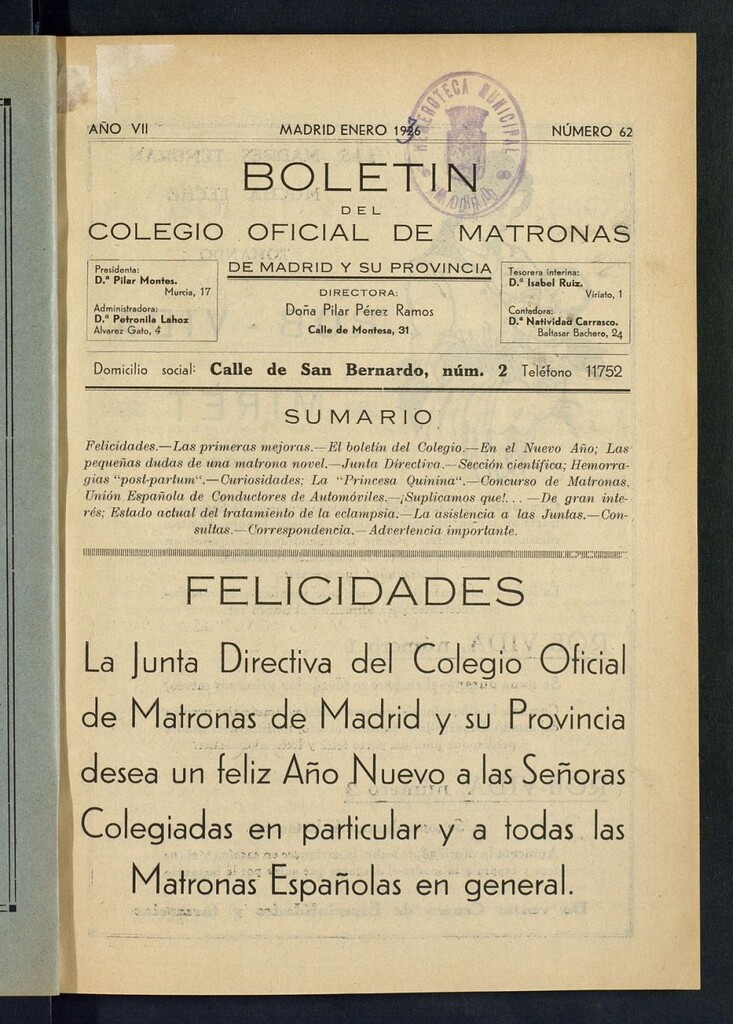 AÑO VII MADRID ENERO 1936 NÚMERO 62
HEMEROTECA MUNICIPAL
MADRID
BOLETIN
DEL
COLEGIO OFICIAL DE MATRONAS
DE MADRID Y SU PROVINCIA
Presidenta:
D.ª Pilar Montes.
Murcia, 17
Administradora:
D.ª Petronila Lahoz
Alvarez Gato, 4
DIRECTORA:
Doña Pilar Pérez Ramos
Calle de Montesa, 31
Tesorera interina:
D.ª Isabel Ruiz.
Viriato, 1
Contadora:
D.ª Natividad Carrasco.
Baltasar Bachero, 24
Domicilio social: Calle de San Bernardo, núm. 2 Teléfono 11752
SUMARIO
Felicidades.—Las primeras mejoras.—El boletín del Colegio.—En el Nuevo Año; Las
pequeñas dudas de una matrona novel.—Junta Directiva.—Sección científica; Hemorra-
gias "post-partum".—Curiosidades; La "Princesa Quinina".—Concurso de Matronas.
Unión Española de Conductores de Automóviles.—¡Suplicamos que!. . . —De gran inte-
rés; Estado actual del tratamiento de la eclampsia.—La asistencia a las Juntas.—Con-
sultas.—Correspondencia.—Advertencia importante.
FELICIDADES
La Junta Directiva del Colegio Oficial
de Matronas de Madrid y su Provincia
desea un feliz Año Nuevo a las Señoras
Colegiadas en particular y a todas las
Matronas Españolas en general.